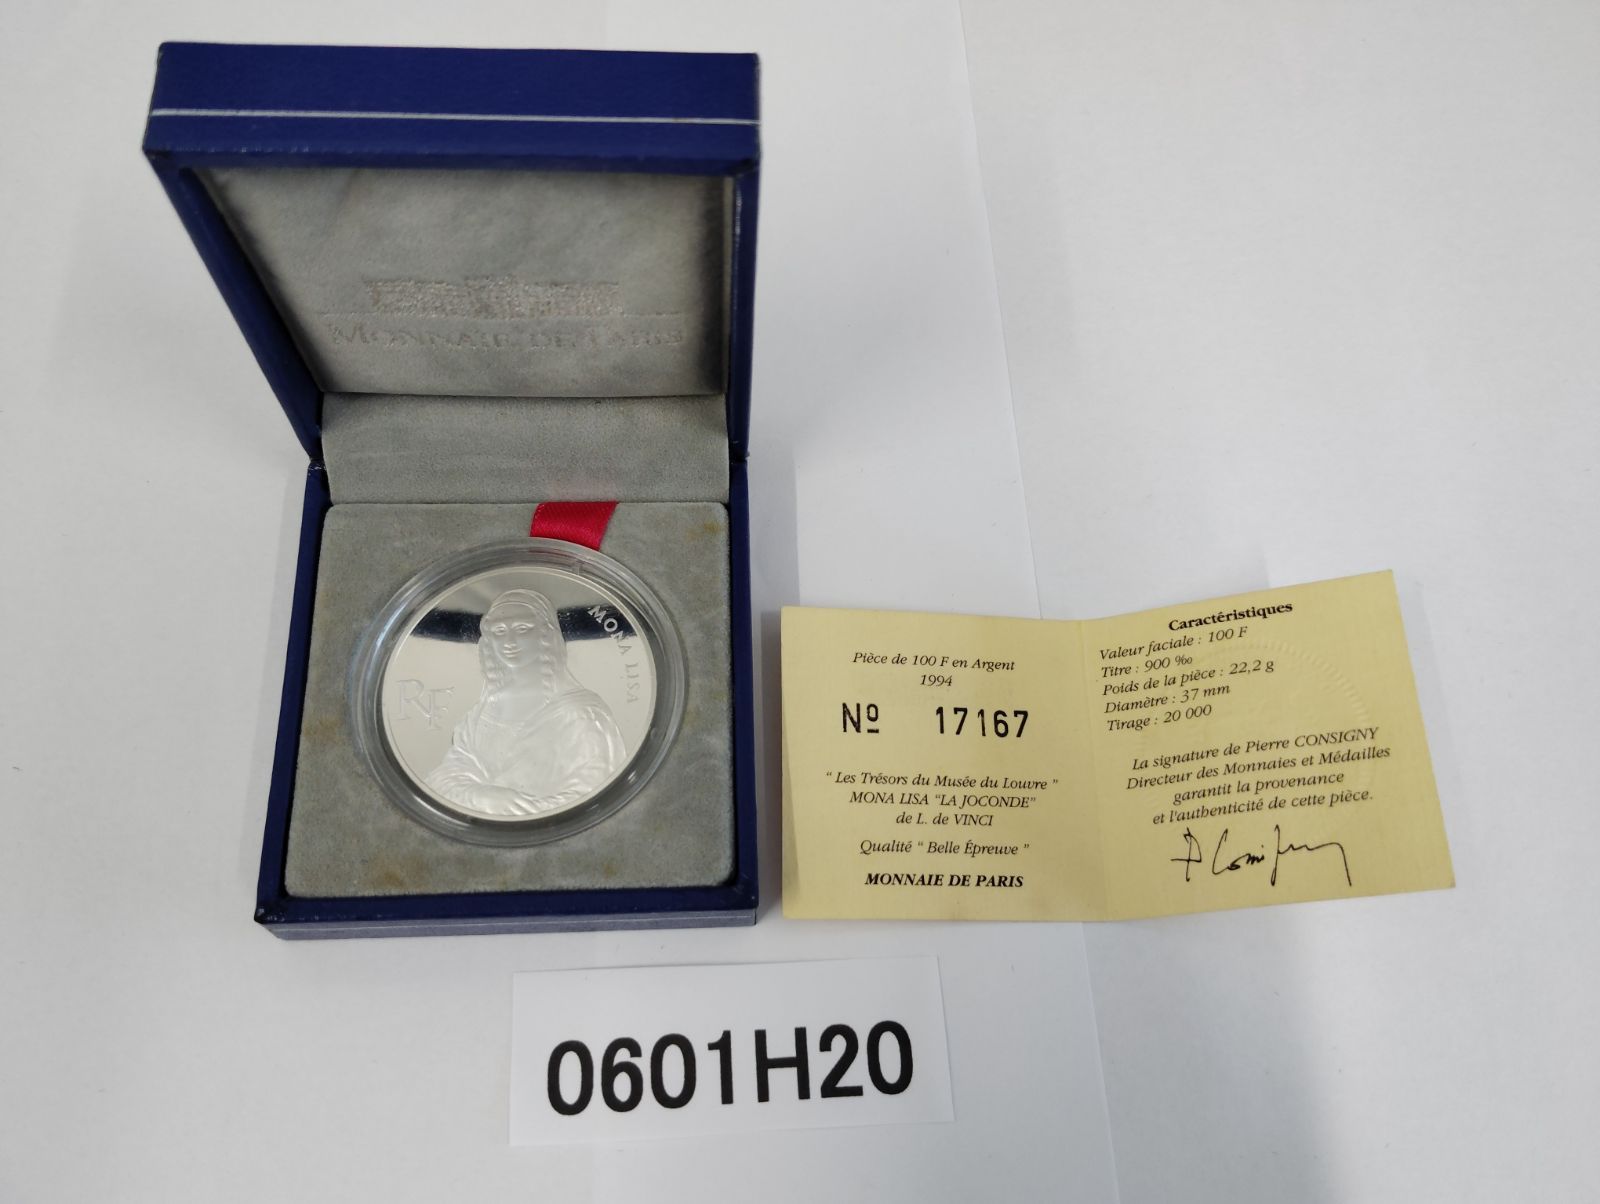 MONNAIE DE PARIS
MONA LISA
RF
Pièce de 100 F en Argent
1994
Nº 17167
“ Les Trésors du Musée du Louvre ”
MONA LISA “LA JOCONDE”
de L. de VINCI
Qualité “ Belle Épreuve ”
MONNAIE DE PARIS
Caractéristiques
Valeur faciale : 100 F
Titre : 900 ‰
Poids de la pièce : 22,2 g
Diamètre : 37 mm
Tirage : 20 000
La signature de Pierre CONSIGNY
Directeur des Monnaies et Médailles
garantit la provenance
et l'authenticité de cette pièce.
P Consigny
0601H20